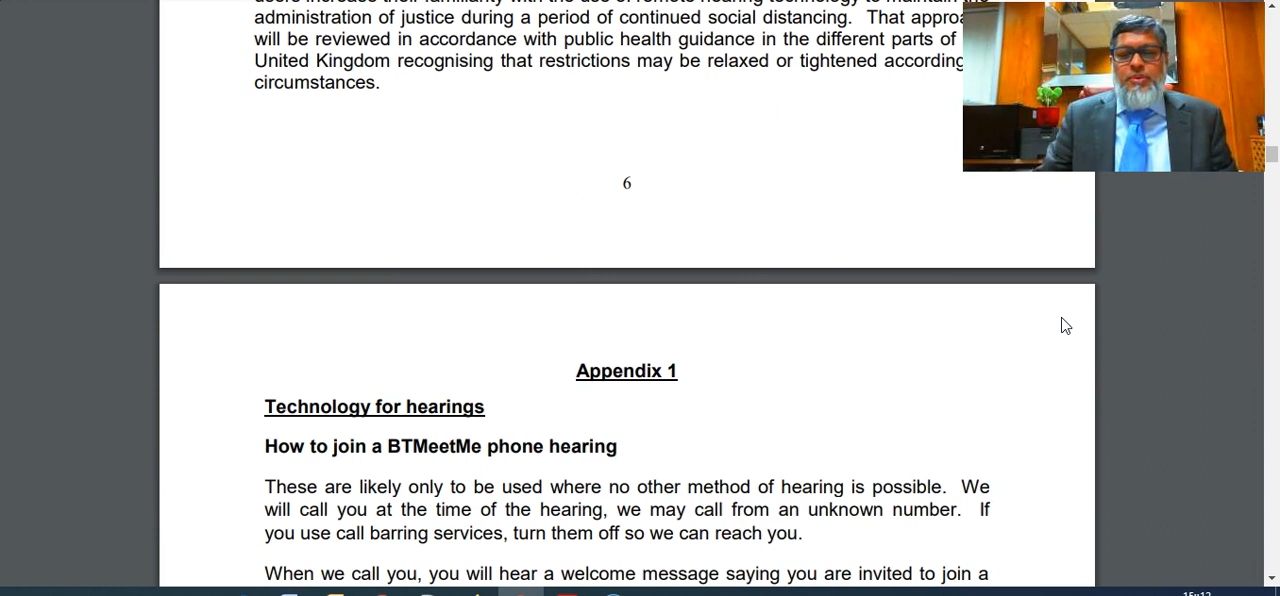 administration of justice during a period of continued social distancing. That
will be reviewed in accordance with public health guidance in the different parts of
United Kingdom recognising that restrictions may be relaxed or tightened
circumstances.
6
Appendix 1
Technology for hearings
How to join a BTMeetMe phone hearing
These are likely only to be used where no other method of hearing is possible. We
will call you at the time of the hearing, we may call from an unknown number. If
you use call barring services, turn them off so we can reach you.
When we call you, you will hear a welcome message saying you are invited to join a